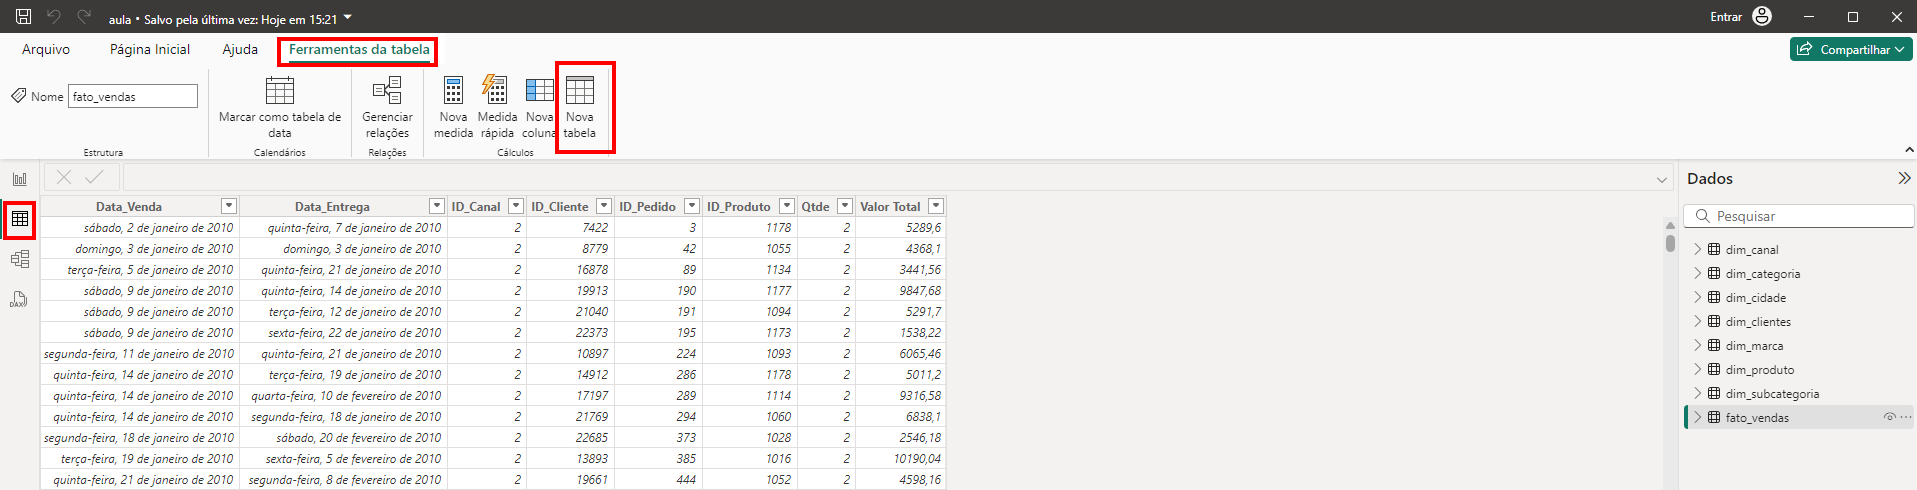 aula • Salvo pela última vez: Hoje em 15:21
Entrar
Arquivo Página Inicial Ajuda Ferramentas da tabela
Compartilhar
Nome fato_vendas
Marcar como tabela de data
Gerenciar relações
Nova medida
Medida rápida
Nova coluna
Nova tabela
Estrutura Calendários Relações Cálculos
Data_Venda Data_Entrega ID_Canal ID_Cliente ID_Pedido ID_Produto Qtde Valor Total
sábado, 2 de janeiro de 2010 quinta-feira, 7 de janeiro de 2010 2 7422 3 1178 2 5289,6
domingo, 3 de janeiro de 2010 domingo, 3 de janeiro de 2010 2 8779 42 1055 2 4368,1
terça-feira, 5 de janeiro de 2010 quinta-feira, 21 de janeiro de 2010 2 16878 89 1134 2 3441,56
sábado, 9 de janeiro de 2010 quinta-feira, 14 de janeiro de 2010 2 19913 190 1177 2 9847,68
sábado, 9 de janeiro de 2010 terça-feira, 12 de janeiro de 2010 2 21040 191 1094 2 5291,7
sábado, 9 de janeiro de 2010 sexta-feira, 22 de janeiro de 2010 2 22373 195 1173 2 1538,22
segunda-feira, 11 de janeiro de 2010 quinta-feira, 21 de janeiro de 2010 2 10897 224 1093 2 6065,46
quinta-feira, 14 de janeiro de 2010 terça-feira, 19 de janeiro de 2010 2 14912 286 1178 2 5011,2
quinta-feira, 14 de janeiro de 2010 quarta-feira, 10 de fevereiro de 2010 2 17197 289 1114 2 9316,58
quinta-feira, 14 de janeiro de 2010 segunda-feira, 18 de janeiro de 2010 2 21769 294 1060 2 6838,1
segunda-feira, 18 de janeiro de 2010 sábado, 20 de fevereiro de 2010 2 22685 373 1028 2 2546,18
terça-feira, 19 de janeiro de 2010 sexta-feira, 5 de fevereiro de 2010 2 13893 385 1016 2 10190,04
quinta-feira, 21 de janeiro de 2010 segunda-feira, 8 de fevereiro de 2010 2 19661 444 1052 2 4598,16
DAX
Dados
Pesquisar
dim_canal
dim_categoria
dim_cidade
dim_clientes
dim_marca
dim_produto
dim_subcategoria
fato_vendas